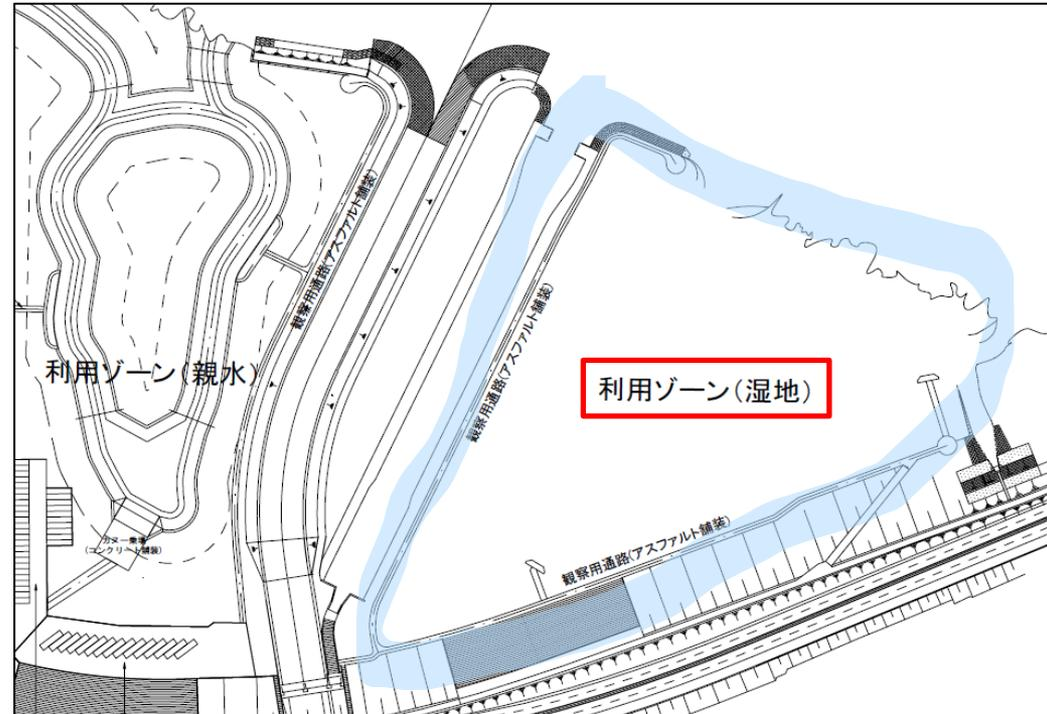 観察用通路(アスファルト舗装)
観察用通路(アスファルト舗装)
利用ゾーン(親水)
利用ゾーン(湿地)
カヌー乗場
(コンクリート舗装)
観察用通路(アスファルト舗装)